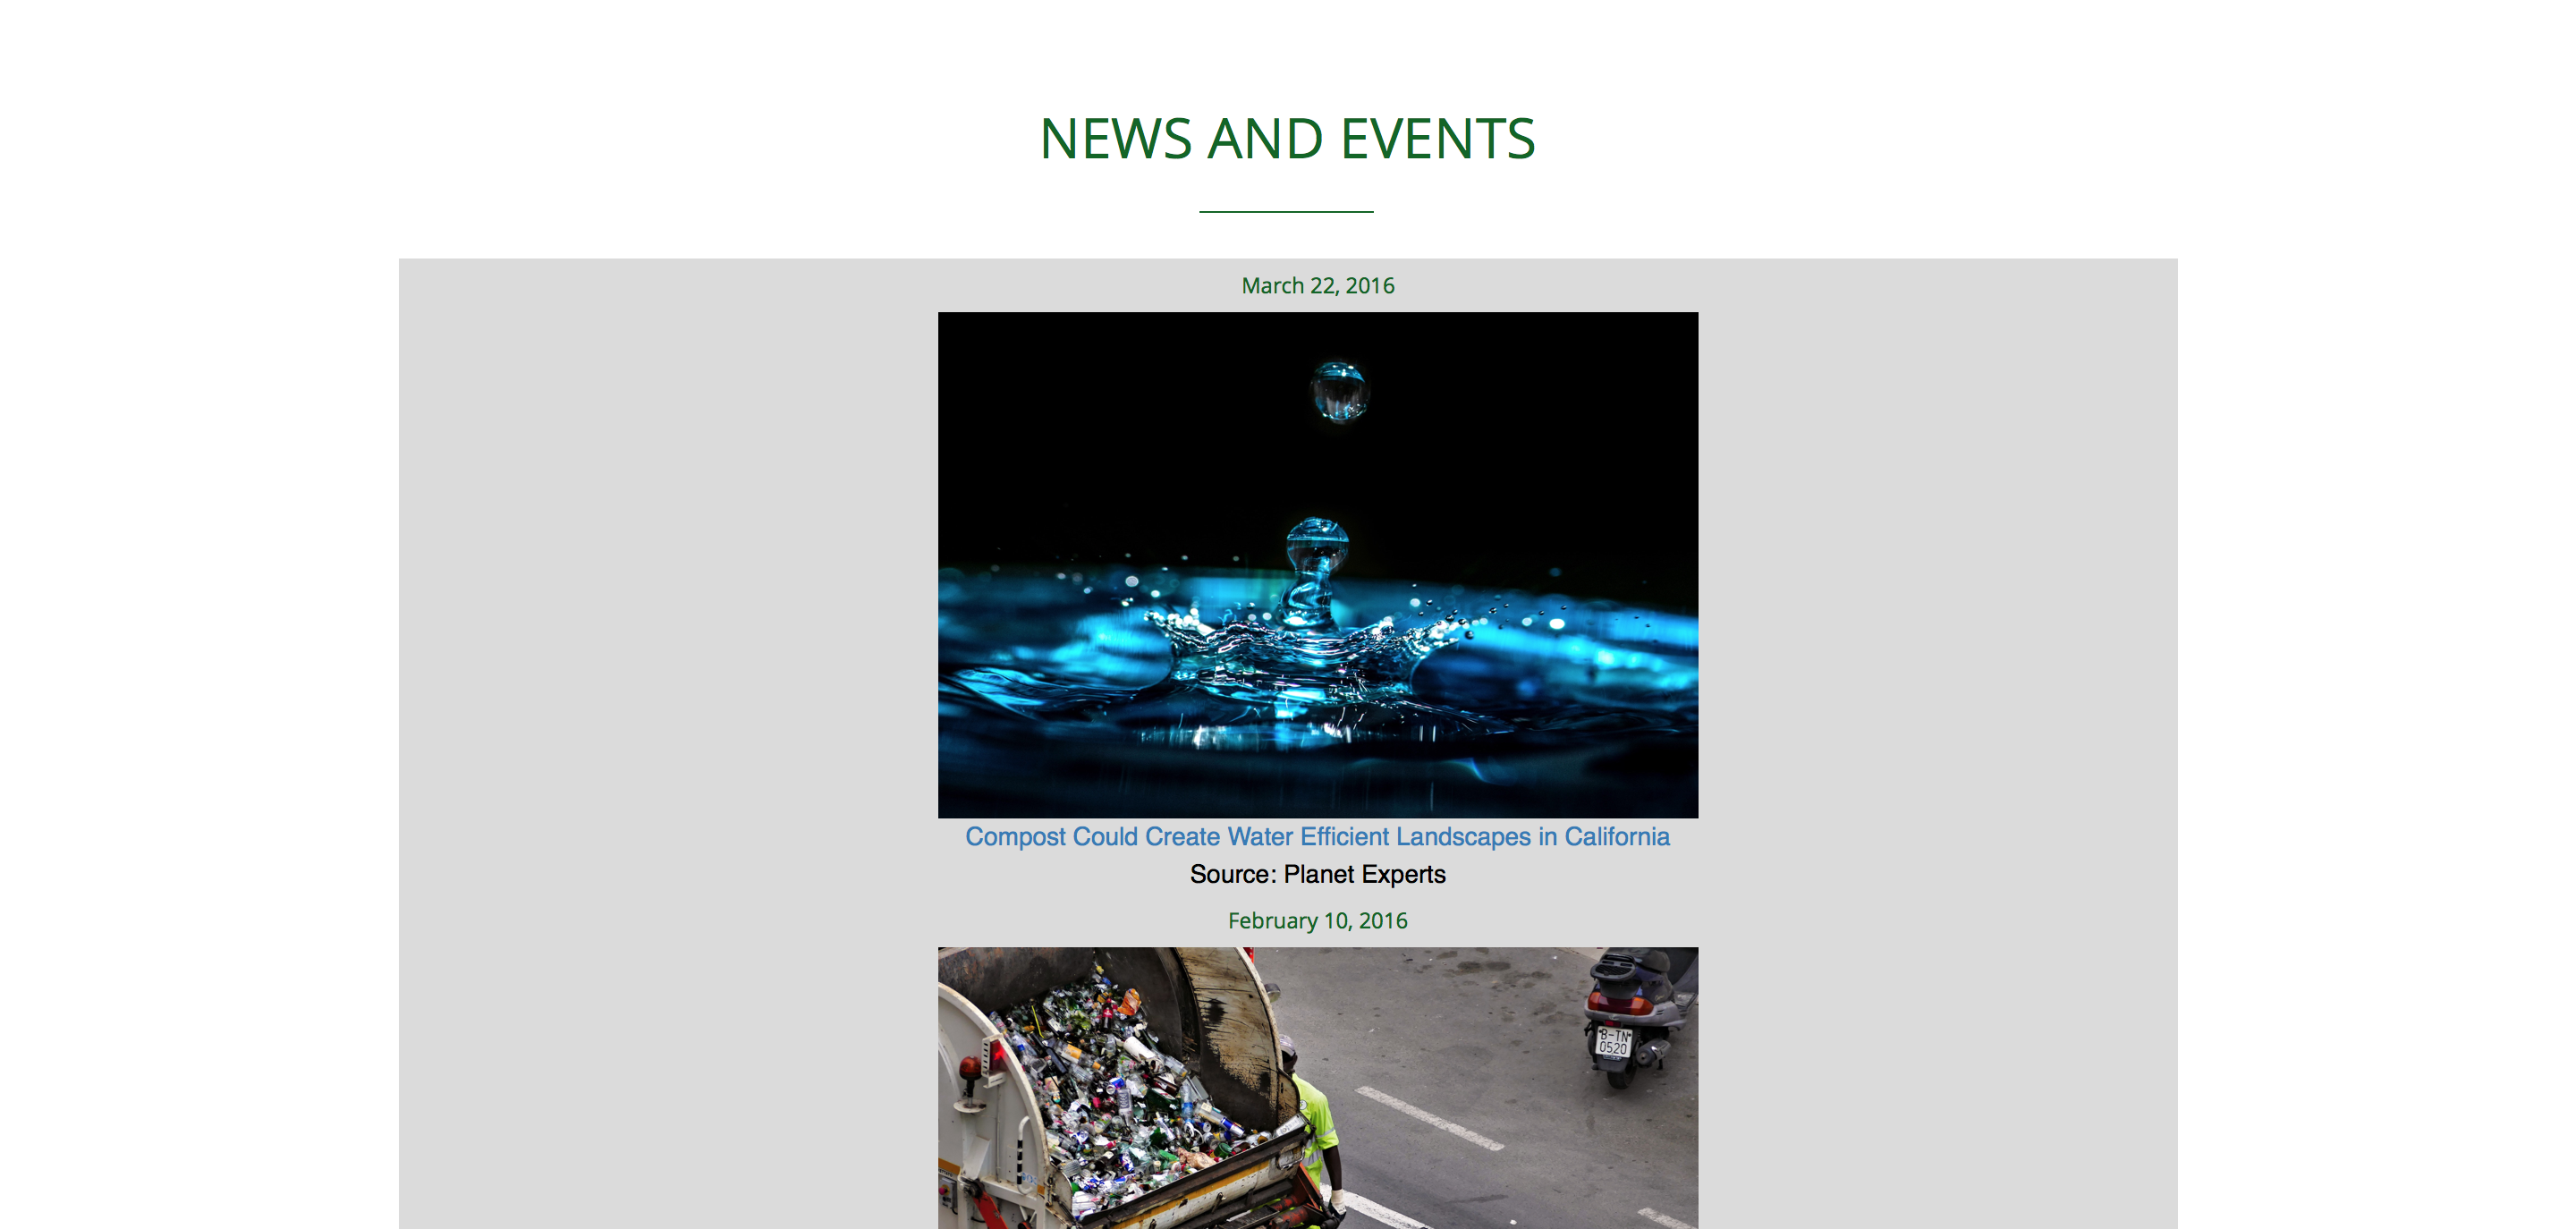 NEWS AND EVENTS
March 22, 2016
Compost Could Create Water Efficient Landscapes in California
Source: Planet Experts
February 10, 2016
B-TN
0520